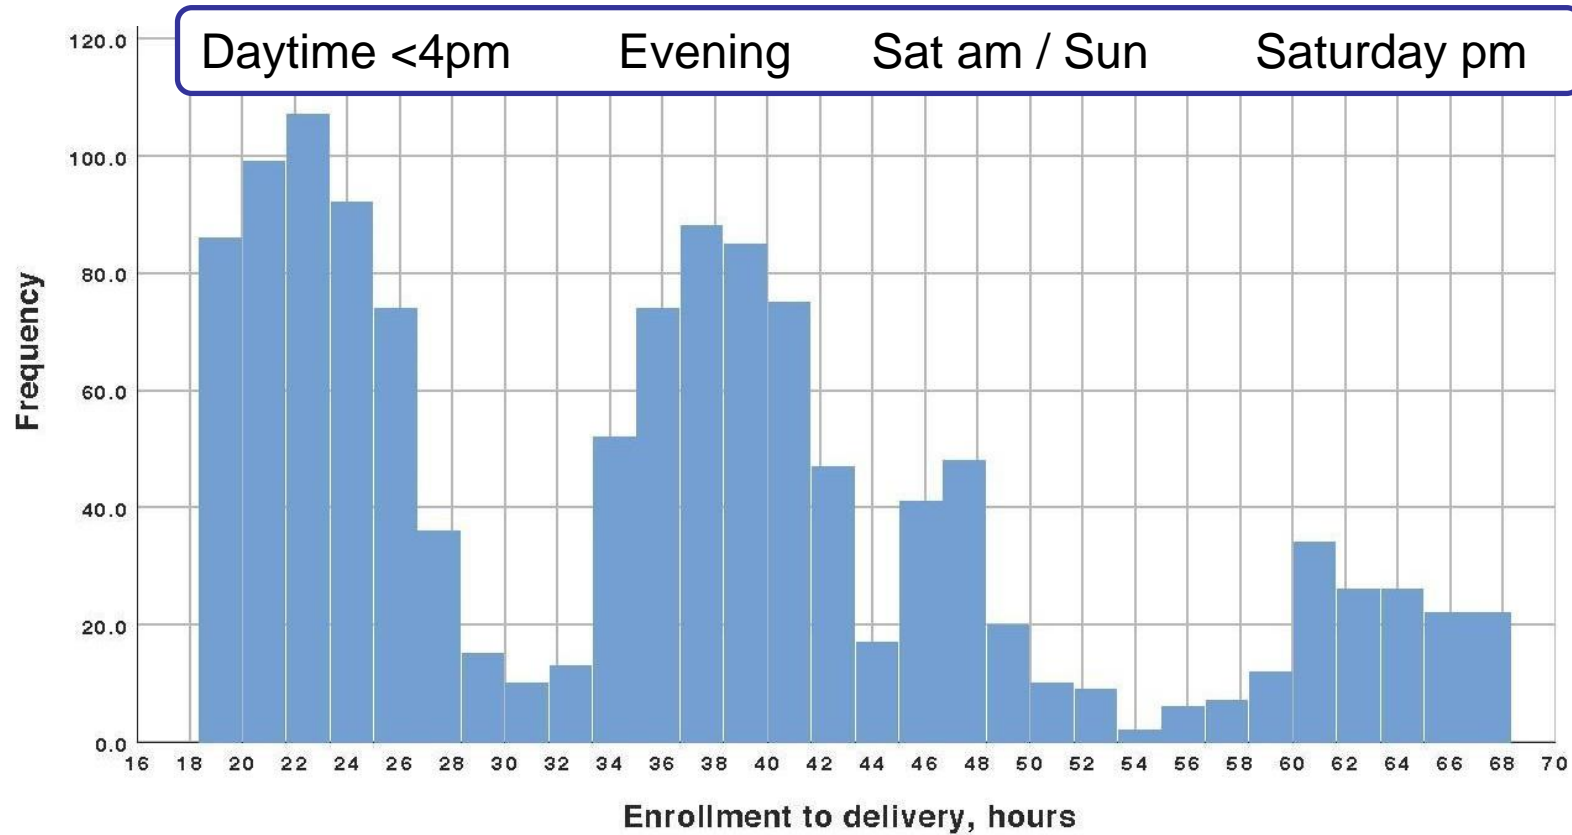 Daytime <4pm Evening Sat am / Sun Saturday pm
120.0
100.0
80.0
60.0
40.0
20.0
0.0
Frequency
16 18 20 22 24 26 28 30 32 34 36 38 40 42 44 46 48 50 52 54 56 58 60 62 64 66 68 70
Enrollment to delivery, hours